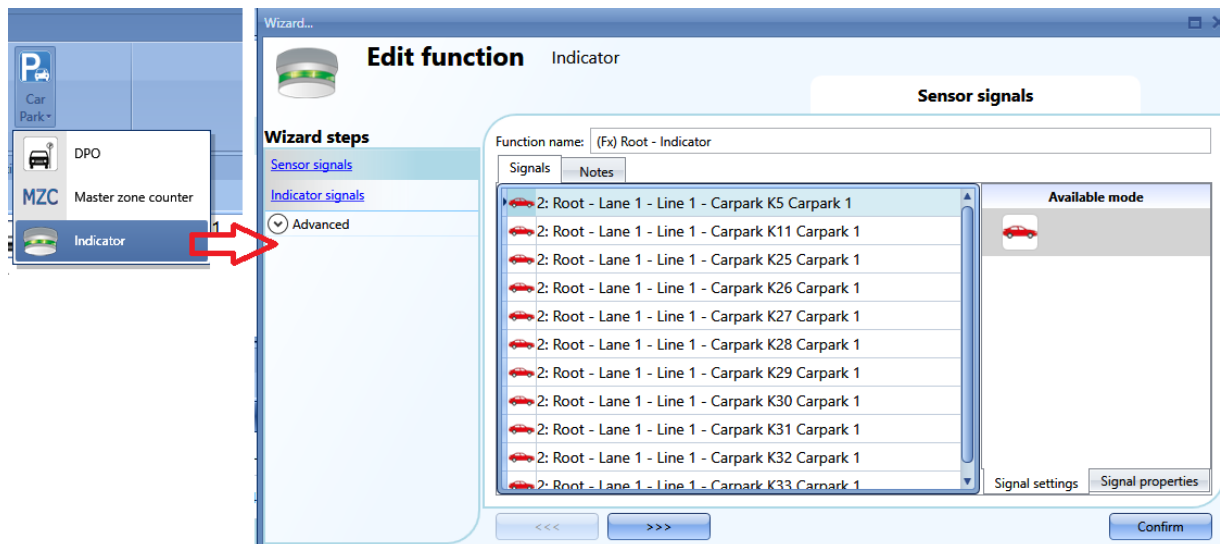 Wizard...
Edit function Indicator
Sensor signals
P
Car
Park
DPO
MZC Master zone counter
Indicator
1
Wizard steps
Sensor signals
Indicator signals
Advanced
Function name: (Fx) Root - Indicator
Signals Notes
2: Root - Lane 1 - Line 1 - Carpark K5 Carpark 1
2: Root - Lane 1 - Line 1 - Carpark K11 Carpark 1
2: Root - Lane 1 - Line 1 - Carpark K25 Carpark 1
2: Root - Lane 1 - Line 1 - Carpark K26 Carpark 1
2: Root - Lane 1 - Line 1 - Carpark K27 Carpark 1
2: Root - Lane 1 - Line 1 - Carpark K28 Carpark 1
2: Root - Lane 1 - Line 1 - Carpark K29 Carpark 1
2: Root - Lane 1 - Line 1 - Carpark K30 Carpark 1
2: Root - Lane 1 - Line 1 - Carpark K31 Carpark 1
2: Root - Lane 1 - Line 1 - Carpark K32 Carpark 1
2: Root - Lane 1 - Line 1 - Carpark K33 Carpark 1
Available mode
Signal settings Signal properties
<<< >>> Confirm